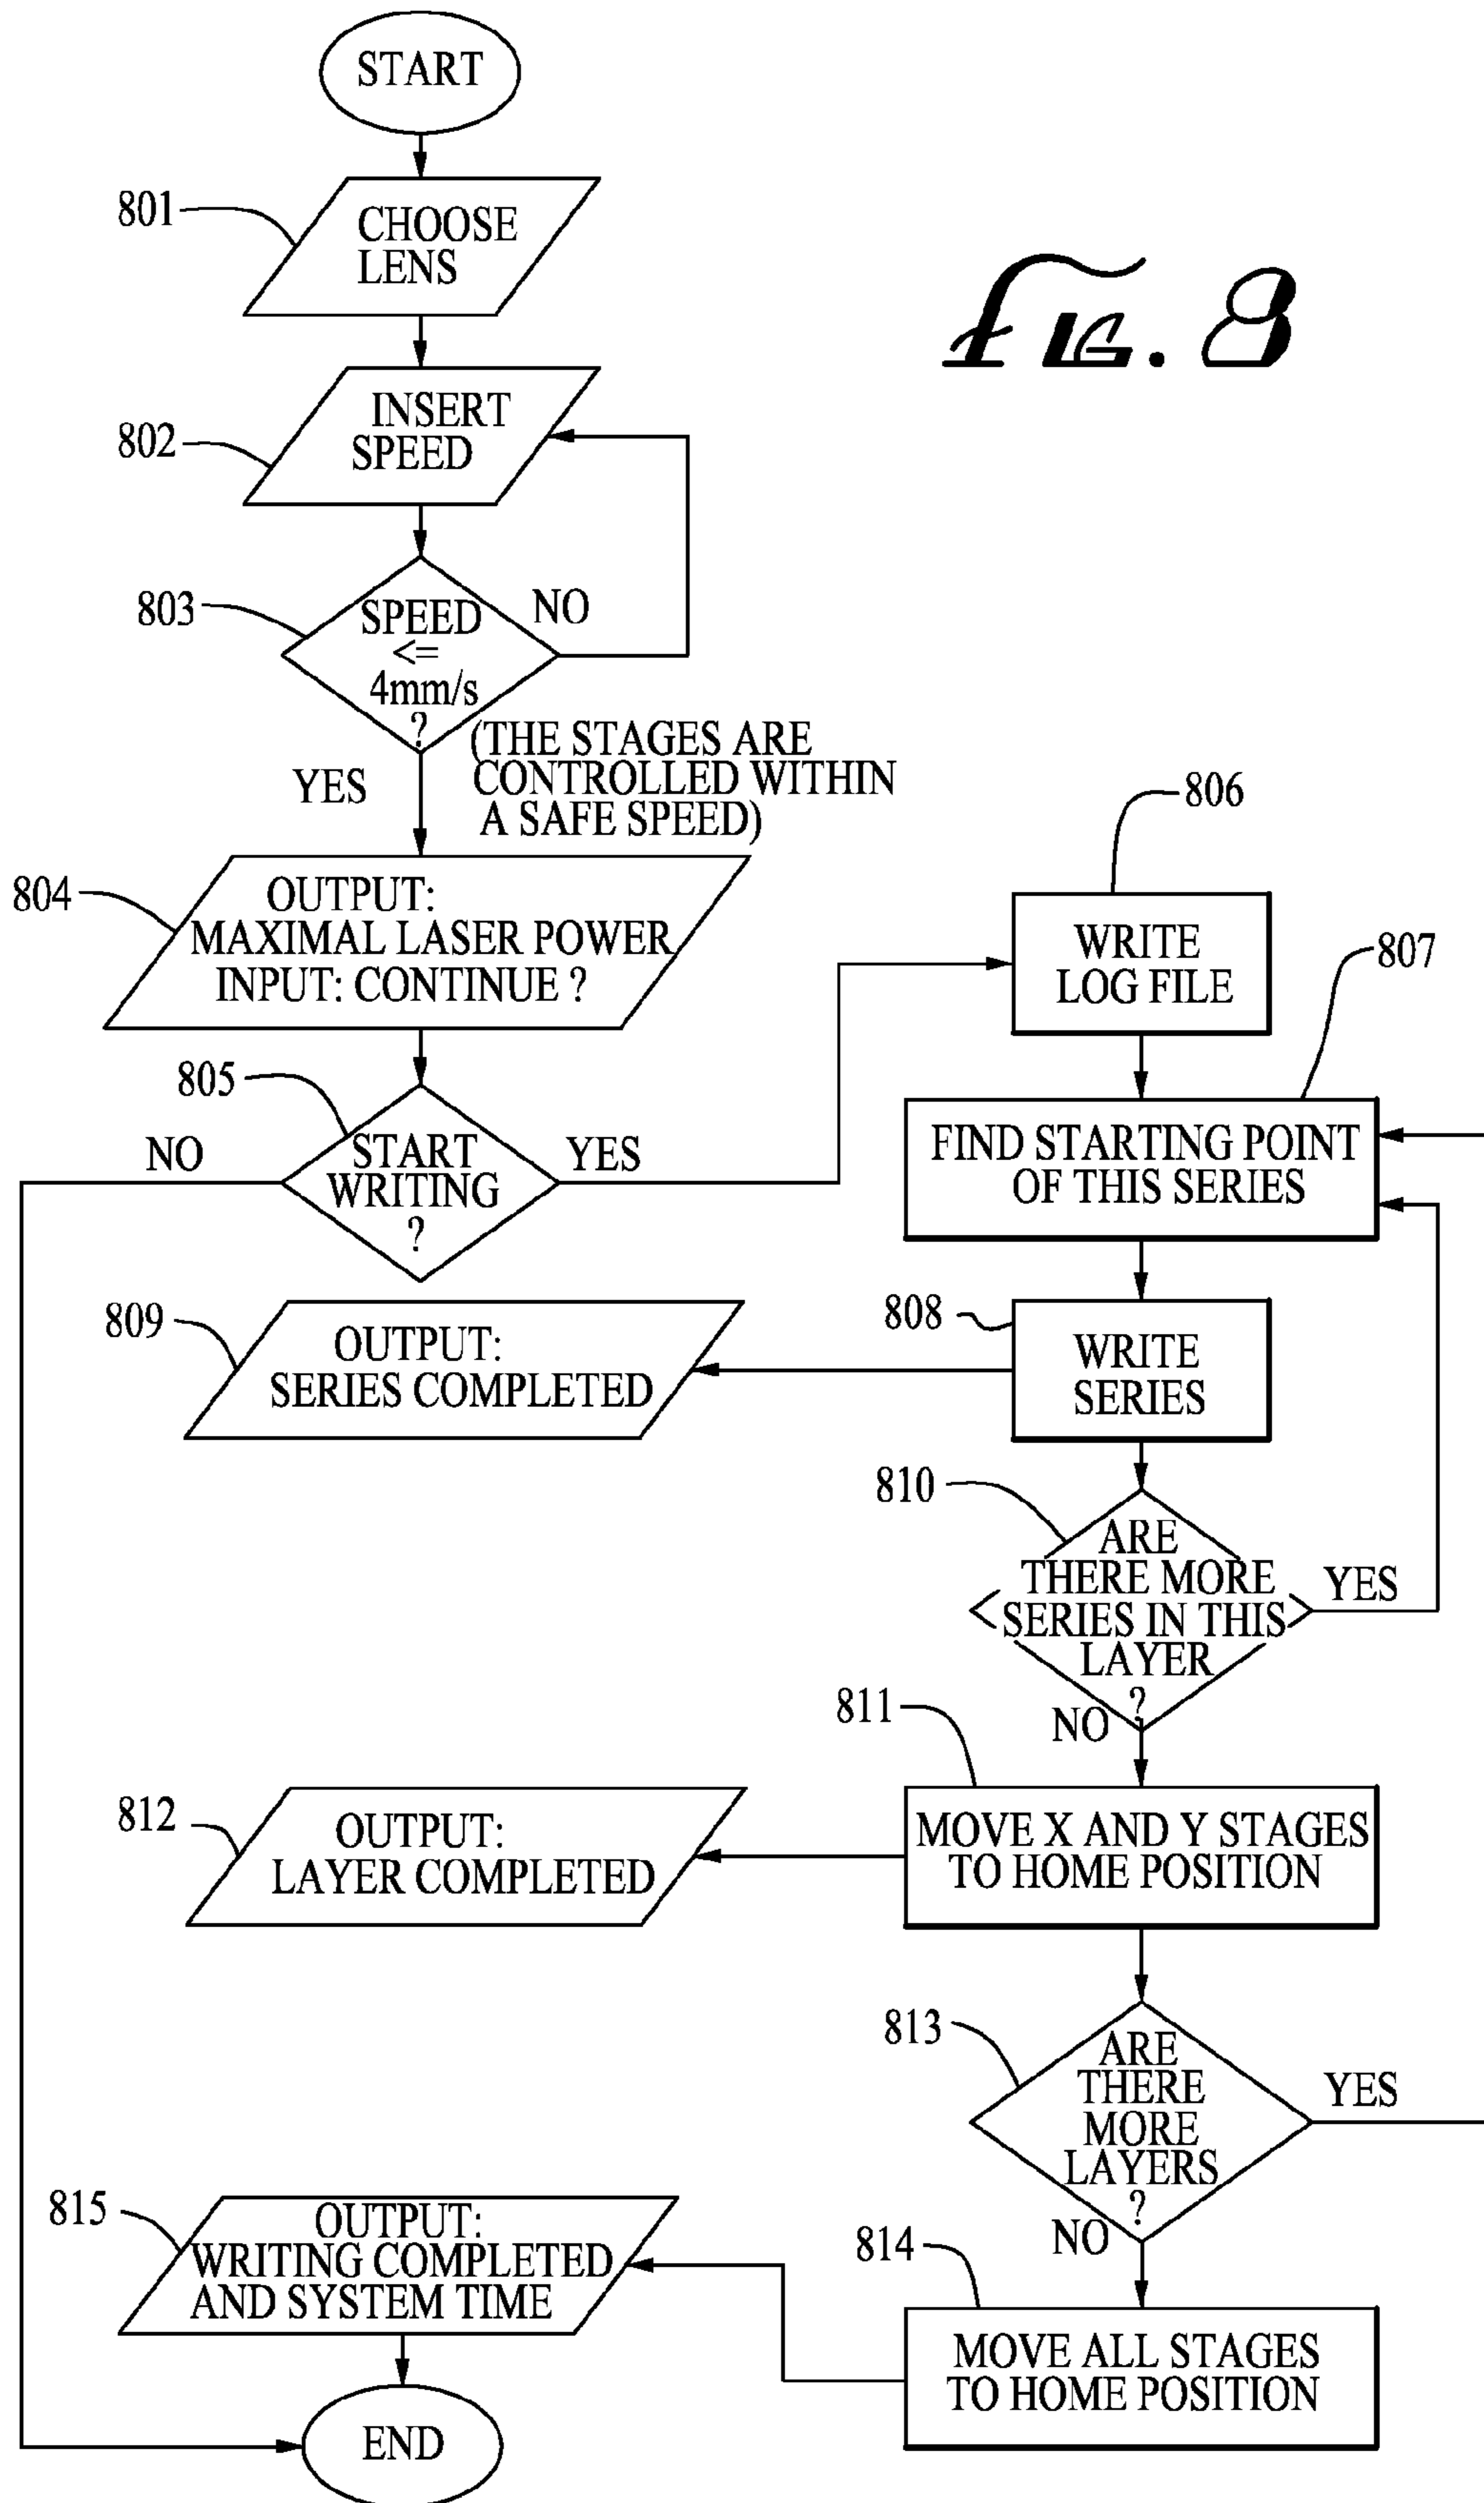 START
801
CHOOSE
LENS
FIG. 8
802
INSERT
SPEED
803
SPEED
<=
4mm/s
?
NO
YES
(THE STAGES ARE
CONTROLLED WITHIN
A SAFE SPEED)
804
OUTPUT:
MAXIMAL LASER POWER
INPUT: CONTINUE ?
805
START
WRITING
?
NO
YES
806
WRITE
LOG FILE
807
FIND STARTING POINT
OF THIS SERIES
808
WRITE
SERIES
809
OUTPUT:
SERIES COMPLETED
810
ARE
THERE MORE
SERIES IN THIS
LAYER
?
YES
NO
811
MOVE X AND Y STAGES
TO HOME POSITION
812
OUTPUT:
LAYER COMPLETED
813
ARE
THERE
MORE
LAYERS
?
YES
NO
814
MOVE ALL STAGES
TO HOME POSITION
815
OUTPUT:
WRITING COMPLETED
AND SYSTEM TIME
END